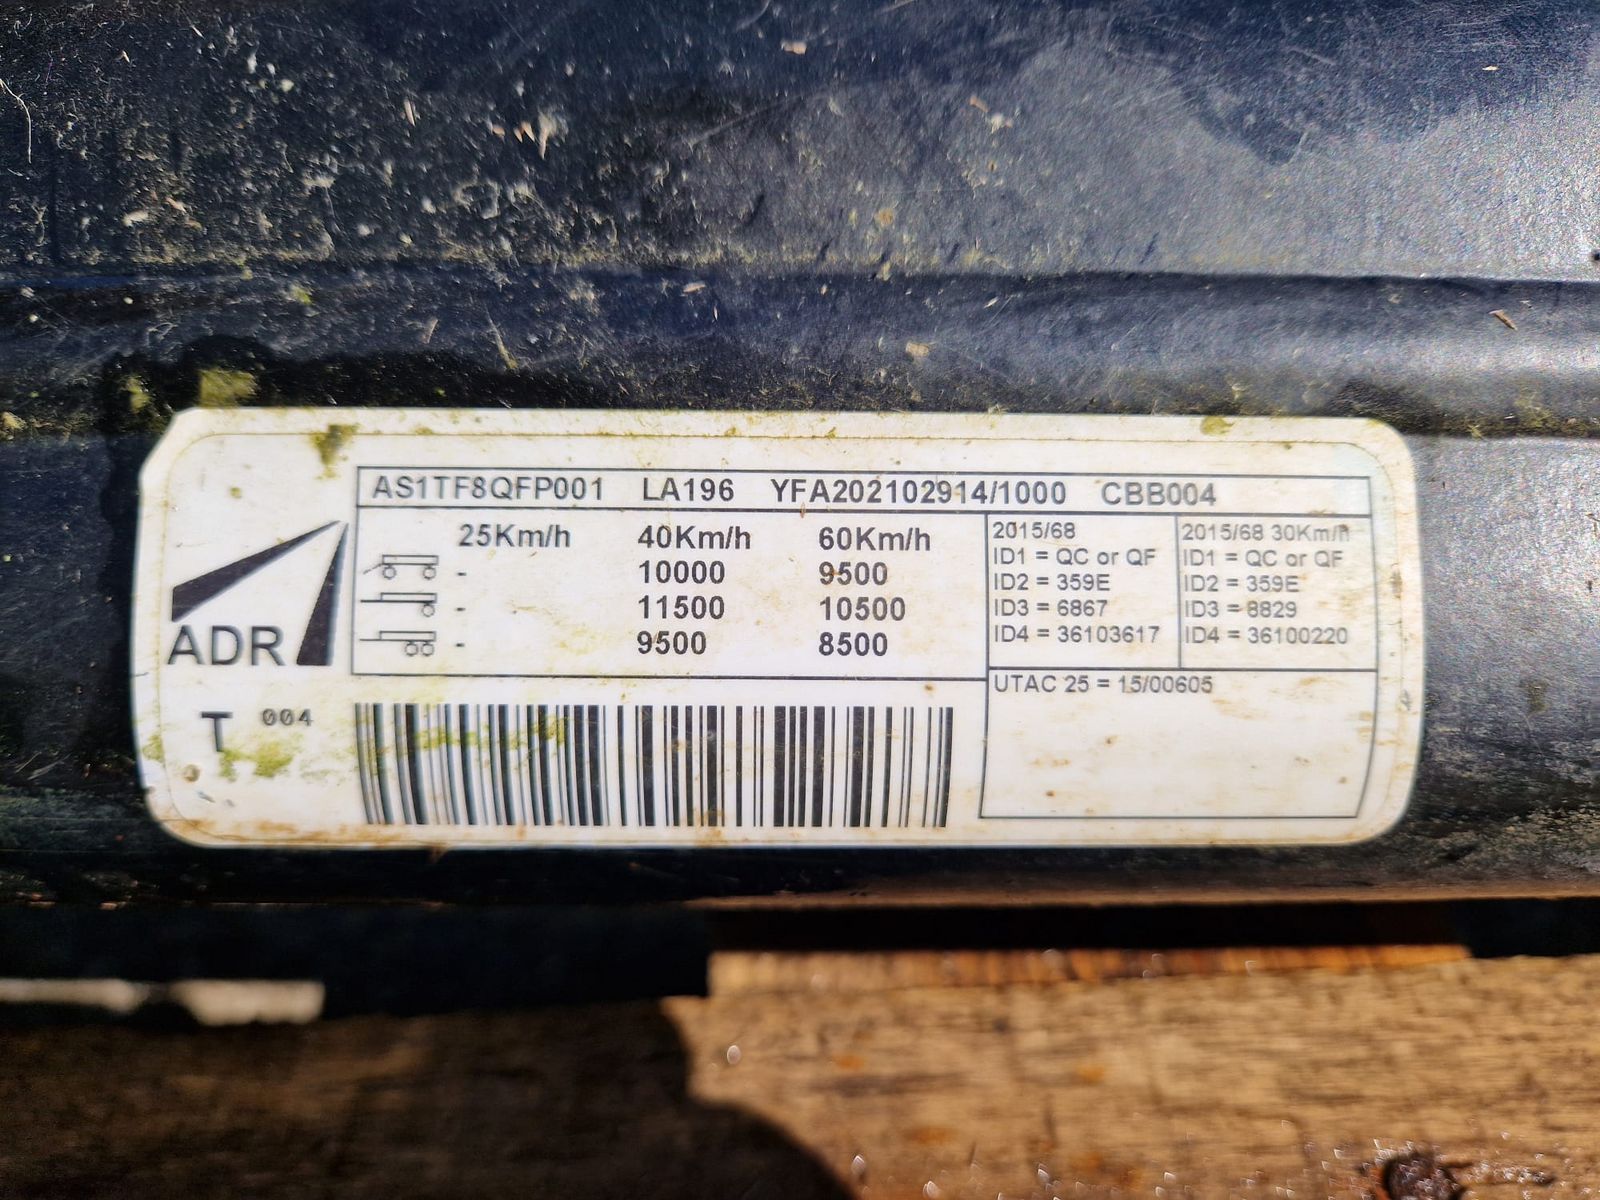 AS1TF8QFP001 LA196 YFA202102914/1000 CBB004
25Km/h 40Km/h 60Km/h
- 10000 9500
- 11500 10500
- 9500 8500
2015/68
ID1 = QC or QF
ID2 = 359E
ID3 = 6867
ID4 = 36103617
2015/68 30Km/h
ID1 = QC or QF
ID2 = 359E
ID3 = 8829
ID4 = 36100220
UTAC 25 = 15/00605
ADR
T 004